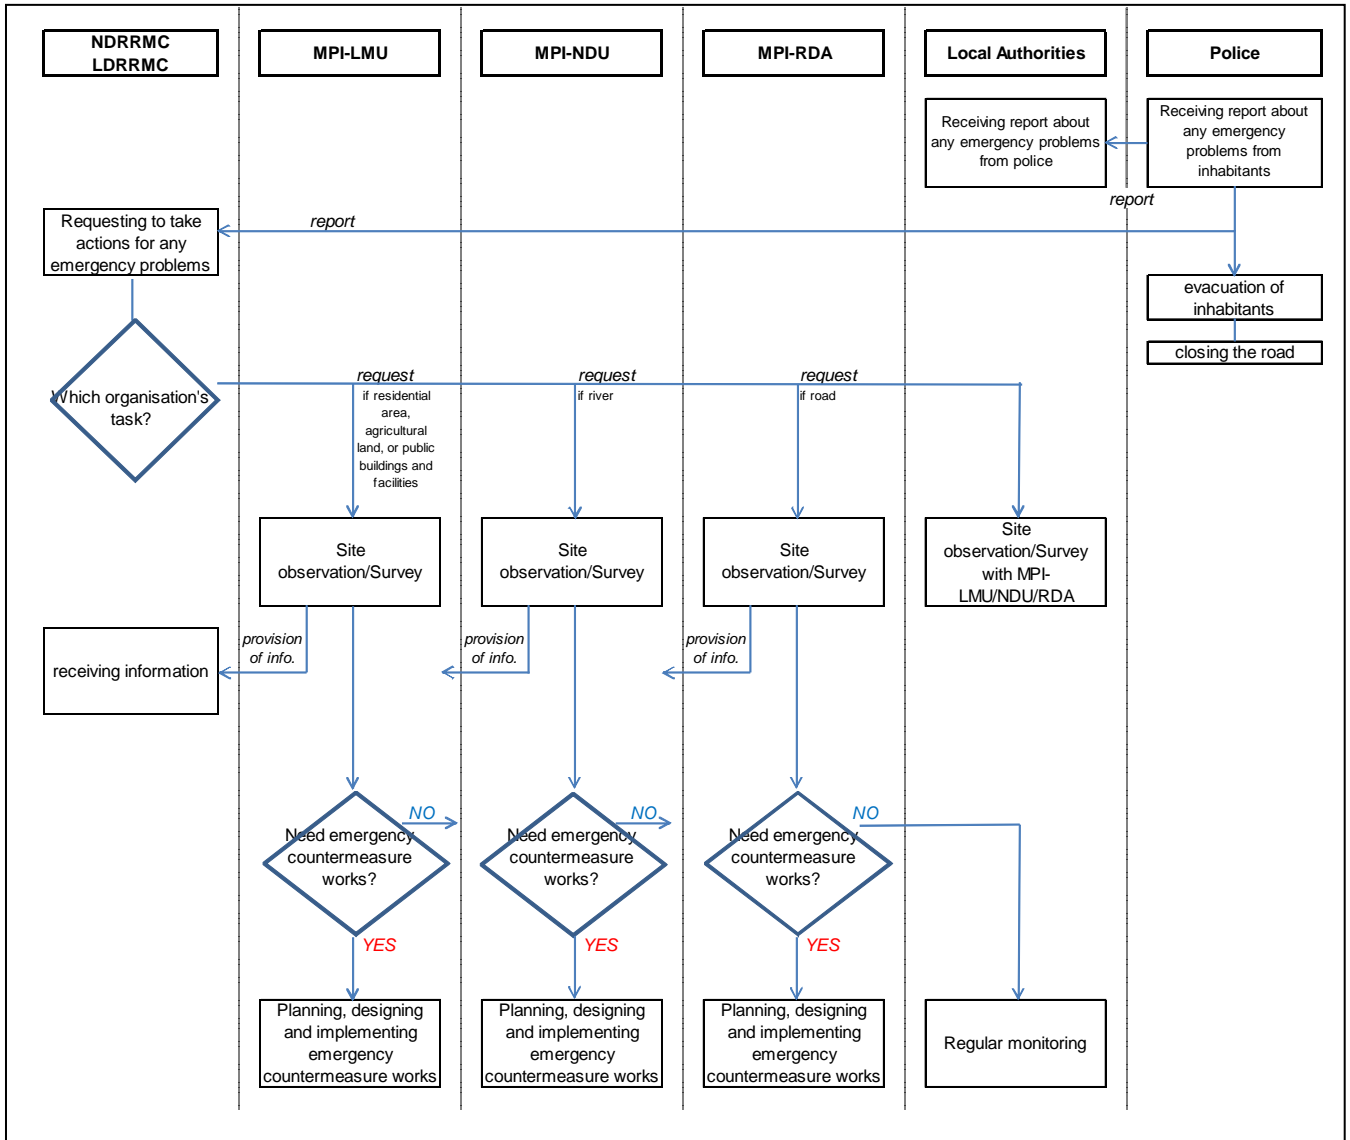 NDRRMC
LDRRMC
MPI-LMU
MPI-NDU
MPI-RDA
Local Authorities
Police
Receiving report about
any emergency problems
from police
Receiving report about
any emergency
problems from
inhabitants
report
report
Requesting to take
actions for any
emergency problems
evacuation of
inhabitants
closing the road
Which organisation's
task?
request
if residential
area,
agricultural
land, or public
buildings and
facilities
request
if river
request
if road
Site
observation/Survey
Site
observation/Survey
Site
observation/Survey
Site
observation/Survey
with MPI-
LMU/NDU/RDA
receiving information
provision
of info.
provision
of info.
provision
of info.
Need emergency
countermeasure
works?
NO
Need emergency
countermeasure
works?
NO
Need emergency
countermeasure
works?
NO
YES
YES
YES
Planning, designing
and implementing
emergency
countermeasure works
Planning, designing
and implementing
emergency
countermeasure works
Planning, designing
and implementing
emergency
countermeasure works
Regular monitoring